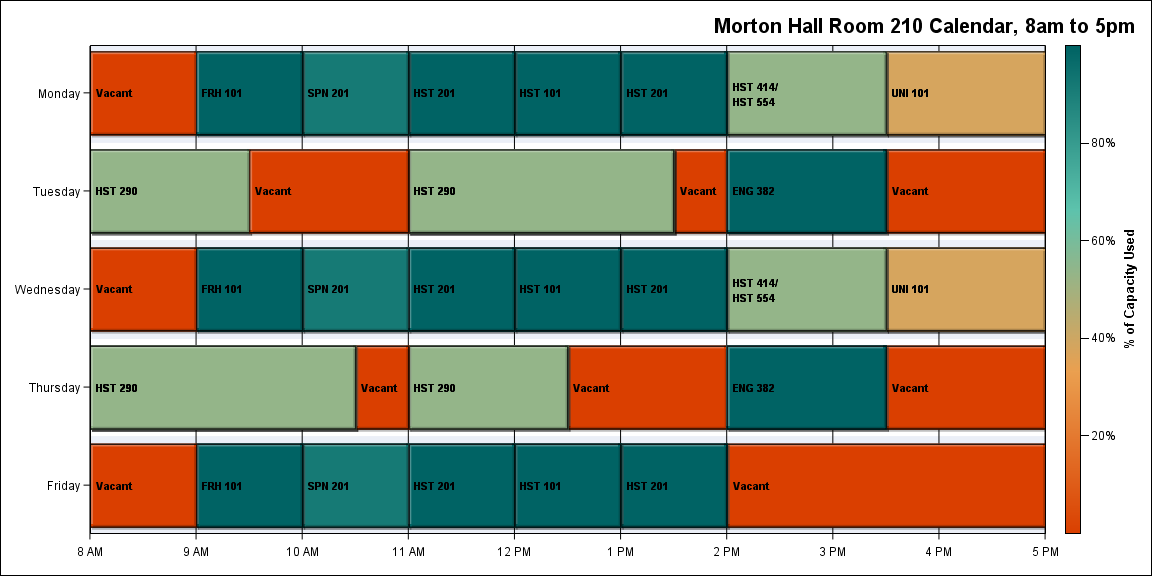 Morton Hall Room 210 Calendar, 8am to 5pm
Monday
Vacant
FRH 101
SPN 201
HST 201
HST 101
HST 201
HST 414/
HST 554
UNI 101
Tuesday
HST 290
Vacant
HST 290
Vacant
ENG 382
Vacant
Wednesday
Vacant
FRH 101
SPN 201
HST 201
HST 101
HST 201
HST 414/
HST 554
UNI 101
Thursday
HST 290
Vacant
HST 290
Vacant
ENG 382
Vacant
Friday
Vacant
FRH 101
SPN 201
HST 201
HST 101
HST 201
Vacant
8 AM
9 AM
10 AM
11 AM
12 PM
1 PM
2 PM
3 PM
4 PM
5 PM
80%
60%
40%
20%
% of Capacity Used